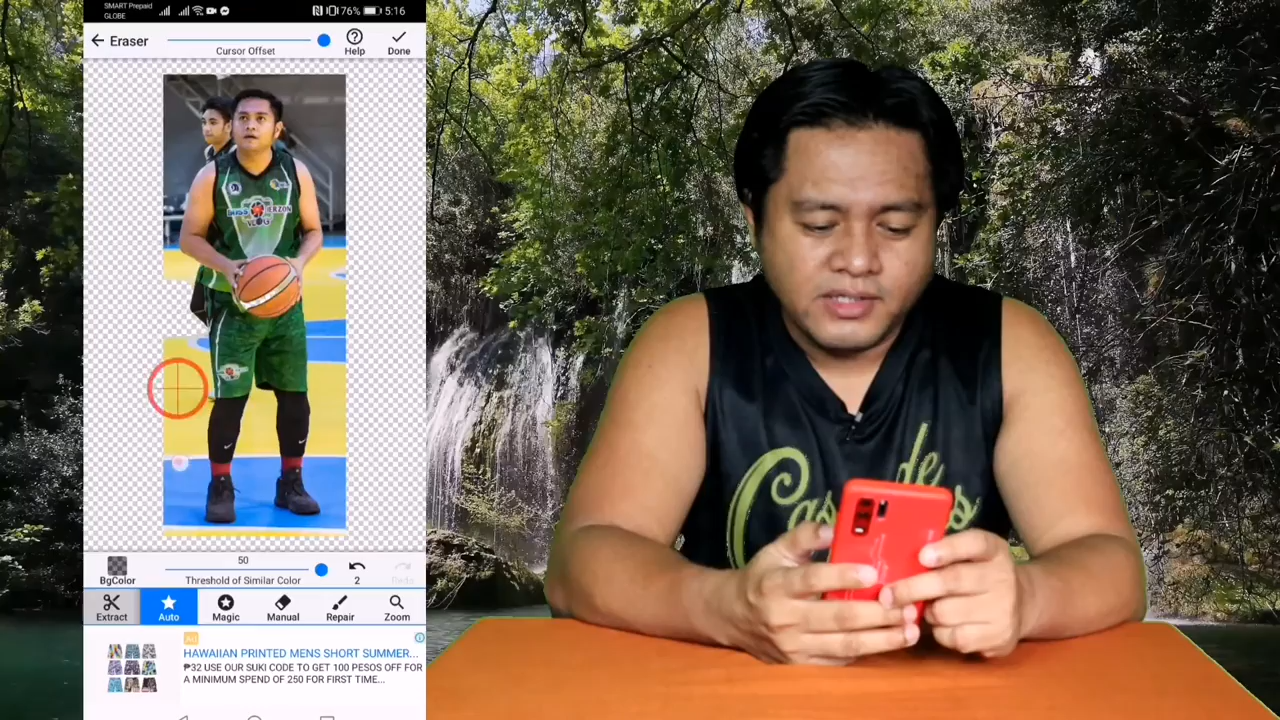 SMART Prepaid
GLOBE
76%
5:16
Eraser
Cursor Offset
Help
Done
50
BgColor
Threshold of Similar Color
2
Redo
Extract
Auto
Magic
Manual
Repair
Zoom
Ad
HAWAIIAN PRINTED MENS SHORT SUMMER...
₱32 USE OUR SUKI CODE TO GET 100 PESOS OFF FOR
A MINIMUM SPEND OF 250 FOR FIRST TIME...
VLOG
de